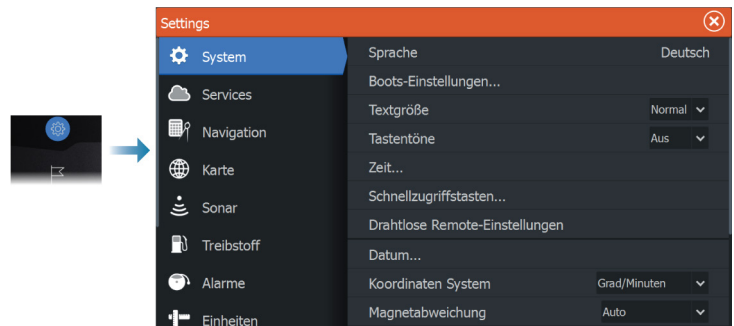 Settings
System
Services
Navigation
Karte
Sonar
Treibstoff
Alarme
Einheiten
Sprache Deutsch
Boots-Einstellungen...
Textgröße Normal
Tastentöne Aus
Zeit...
Schnellzugriffstasten...
Drahtlose Remote-Einstellungen
Datum...
Koordinaten System Grad/Minuten
Magnetabweichung Auto